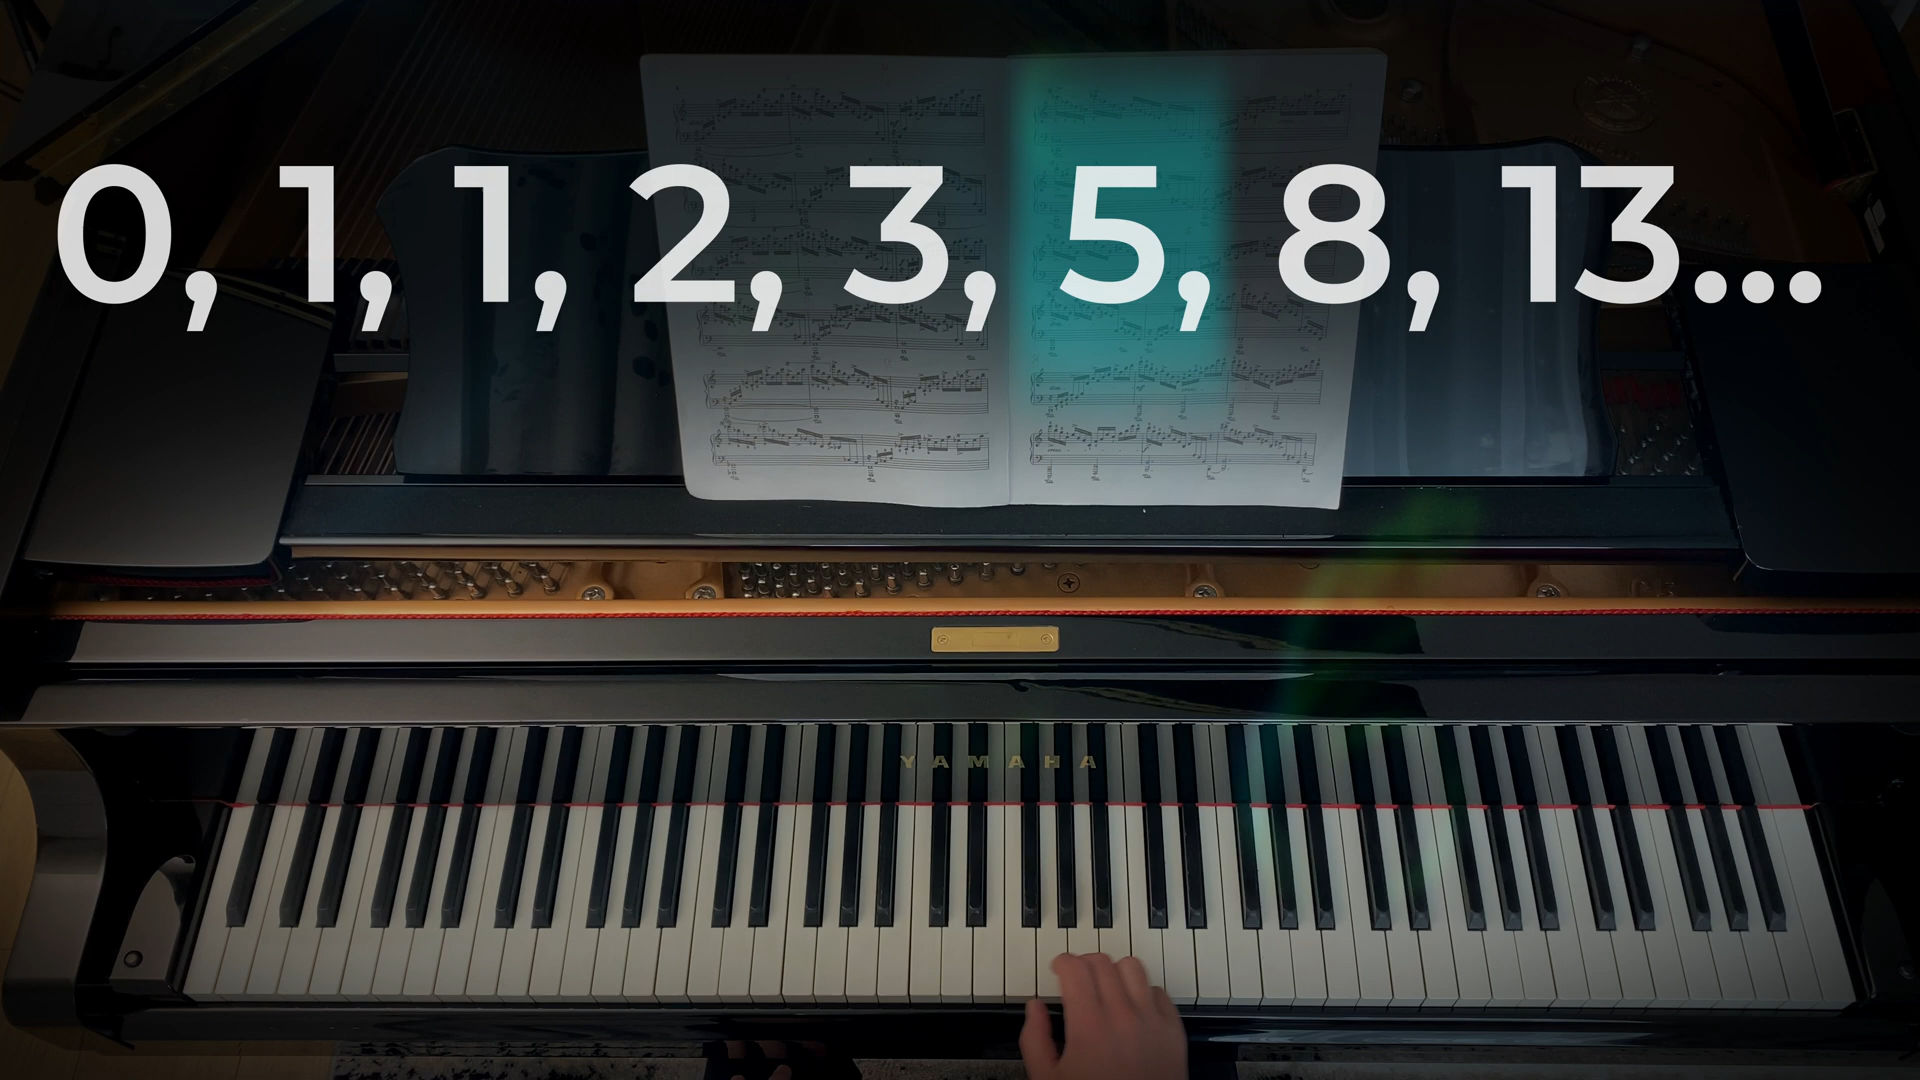 0, 1, 1, 2, 3, 5, 8, 13...
YAMAHA